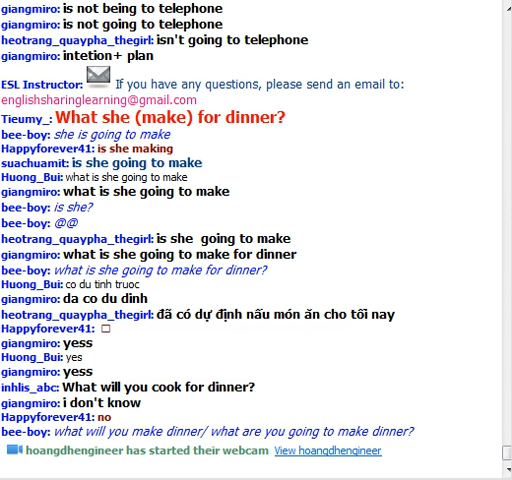 giangmiro: is not being to telephone
giangmiro: is not going to telephone
heotrang_quaypha_thegirl: isn't going to telephone
giangmiro: intetion+ plan
ESL Instructor: If you have any questions, please send an email to:
englishsharinglearning@gmail.com
Tieumy_: What she (make) for dinner?
bee-boy: she is going to make
Happyforever41: is she making
suachuamit: is she going to make
Huong_Bui: what is she going to make
giangmiro: what is she going to make
bee-boy: is she?
bee-boy: @@
heotrang_quaypha_thegirl: is she going to make
giangmiro: what is she going to make for dinner
bee-boy: what is she going to make for dinner?
Huong_Bui: co du tinh truoc
giangmiro: da co du dinh
heotrang_quaypha_thegirl: đã có dự định nấu món ăn cho tối nay
Happyforever41: □
giangmiro: yess
Huong_Bui: yes
giangmiro: yess
inhlis_abc: What will you cook for dinner?
giangmiro: i don't know
Happyforever41: no
bee-boy: what will you make dinner/ what are you going to make dinner?
hoangdhengineer has started their webcam View hoangdhengineer